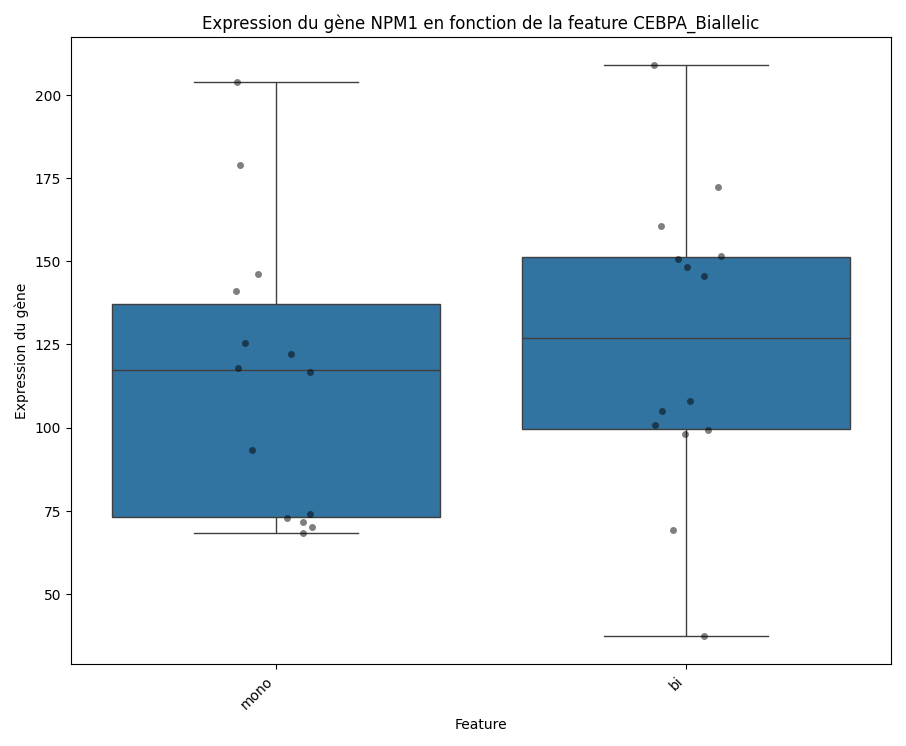 Expression du gène NPM1 en fonction de la feature CEBPA_Biallelic
Expression du gène
200
175
150
125
100
75
50
mono
bi
Feature